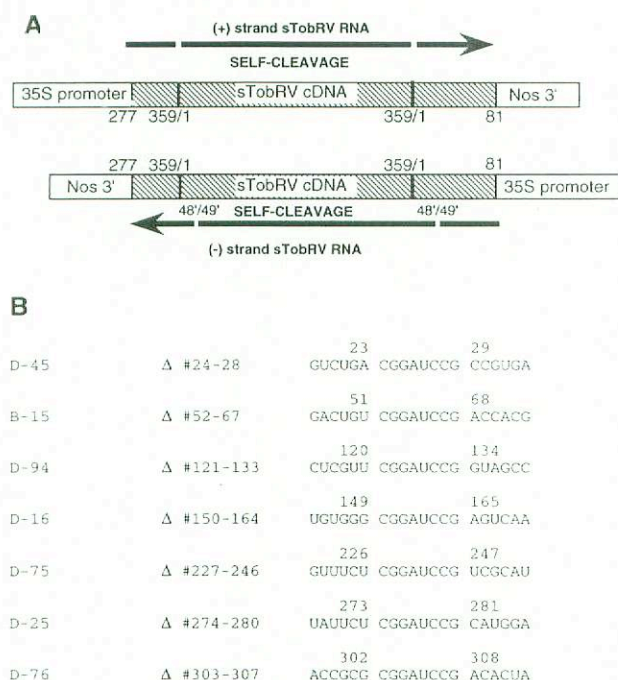 A
(+) strand sTobRV RNA
SELF-CLEAVAGE
35S promoter sTobRV cDNA Nos 3'
277 359/1 359/1 81
277 359/1 359/1 81
Nos 3' sTobRV cDNA 35S promoter
48'/49' SELF-CLEAVAGE 48'/49'
(-) strand sTobRV RNA
B
23 29
D-45 Δ #24-28 GUCUGA CGGAUCCG CCGUGA
51 68
B-15 Δ #52-67 GACUGU CGGAUCCG ACCACG
120 134
D-94 Δ #121-133 CUCGUU CGGAUCCG GUAGCC
149 165
D-16 Δ #150-164 UGUGGG CGGAUCCG AGUCAA
226 247
D-75 Δ #227-246 GUUUCU CGGAUCCG UCGCAU
273 281
D-25 Δ #274-280 UAUUCU CGGAUCCG CAUGGA
302 308
D-76 Δ #303-307 ACCGCG CGGAUCCG ACACUA